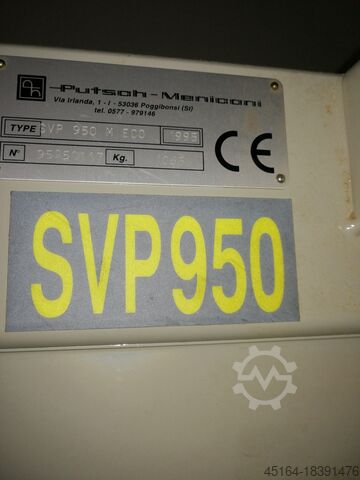 Putsch-Meniconi
Via Irlanda, 1 - I - 53036 Poggibonsi (Si)
tel. 0577 - 979146
TYPE SVP 950 M ECO 1995
N° Kg.
CE
SVP950
45164-18391476